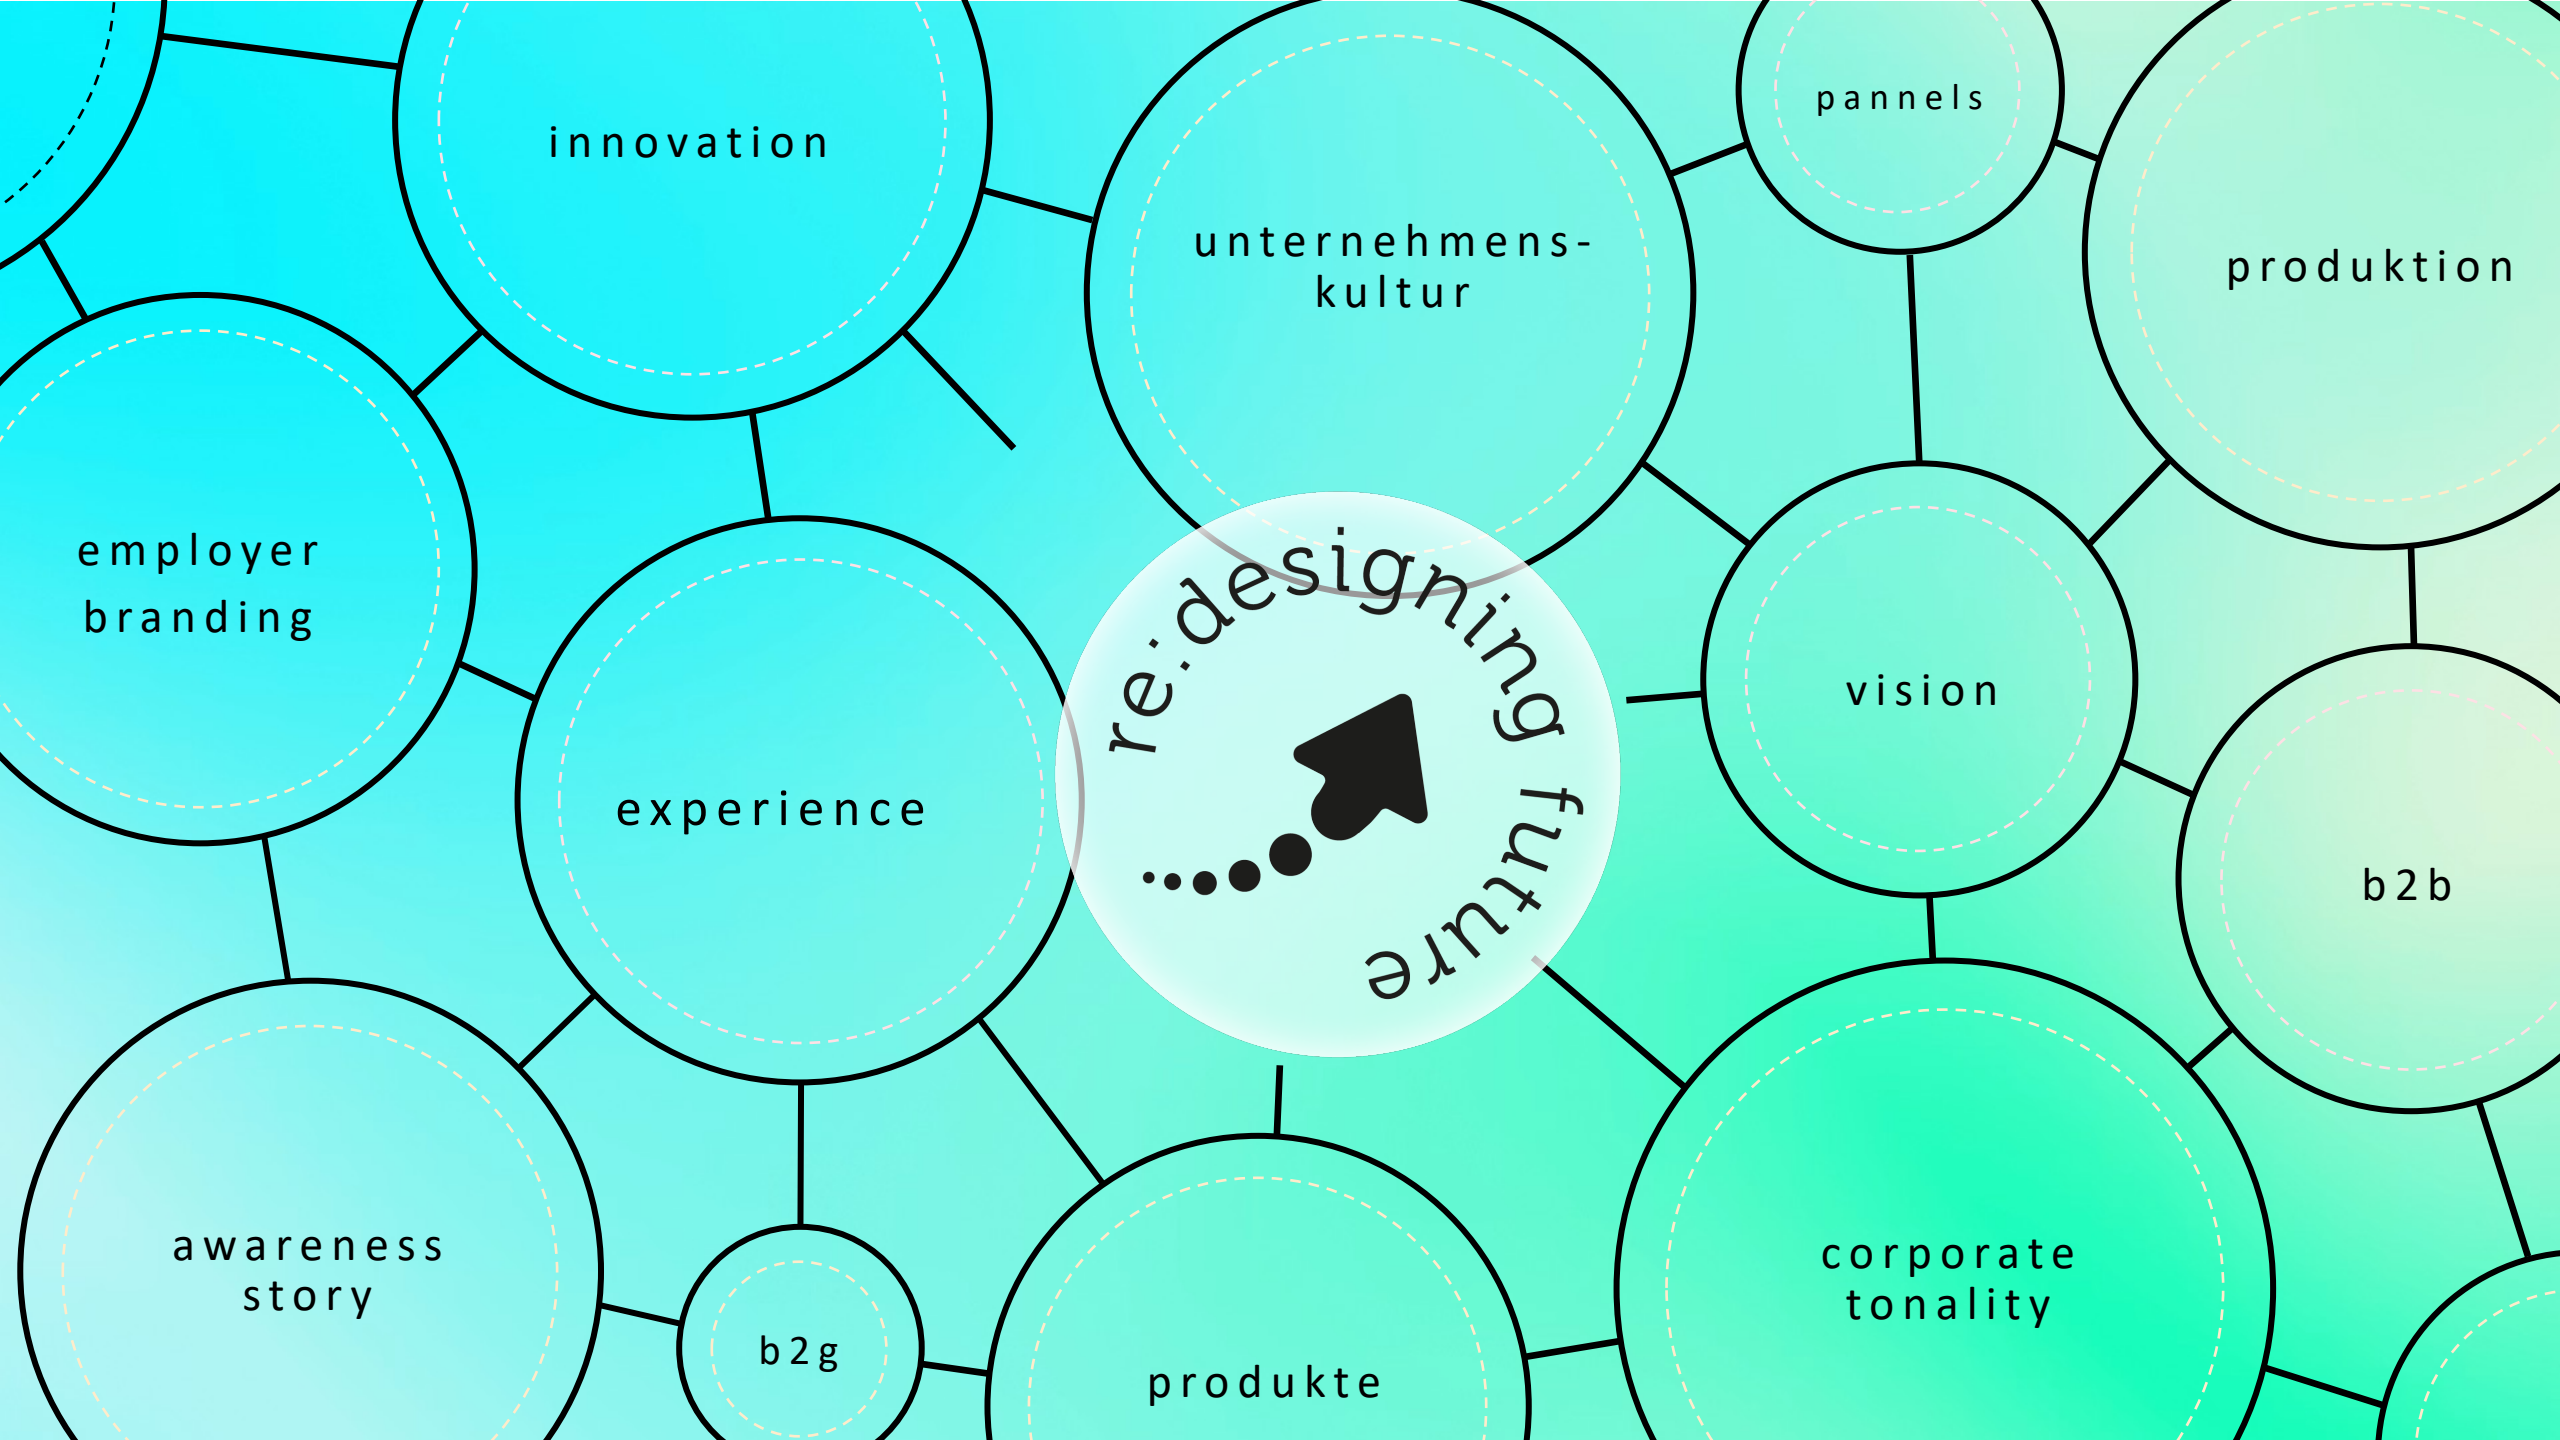 innovation
unternehmens-
kultur
pannels
produktion
employer
branding
experience
re:designing future
vision
b2b
awareness
story
b2g
produkte
corporate
tonality